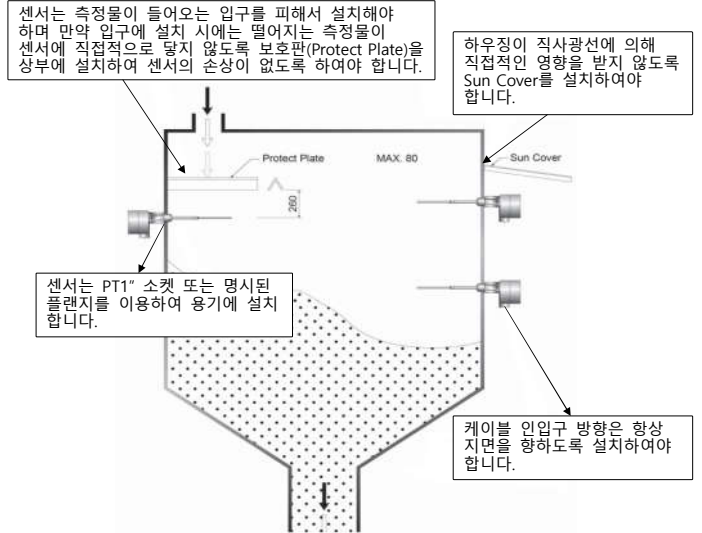 센서는 측정물이 들어오는 입구를 피해서 설치해야
하며 만약 입구에 설치 시에는 떨어지는 측정물이
센서에 직접적으로 닿지 않도록 보호판(Protect Plate)을
상부에 설치하여 센서의 손상이 없도록 하여야 합니다.
하우징이 직사광선에 의해
직접적인 영향을 받지 않도록
Sun Cover를 설치하여야
합니다.
Protect Plate
MAX. 80
Sun Cover
260
센서는 PT1" 소켓 또는 명시된
플랜지를 이용하여 용기에 설치
합니다.
케이블 인입구 방향은 항상
지면을 향하도록 설치하여야
합니다.